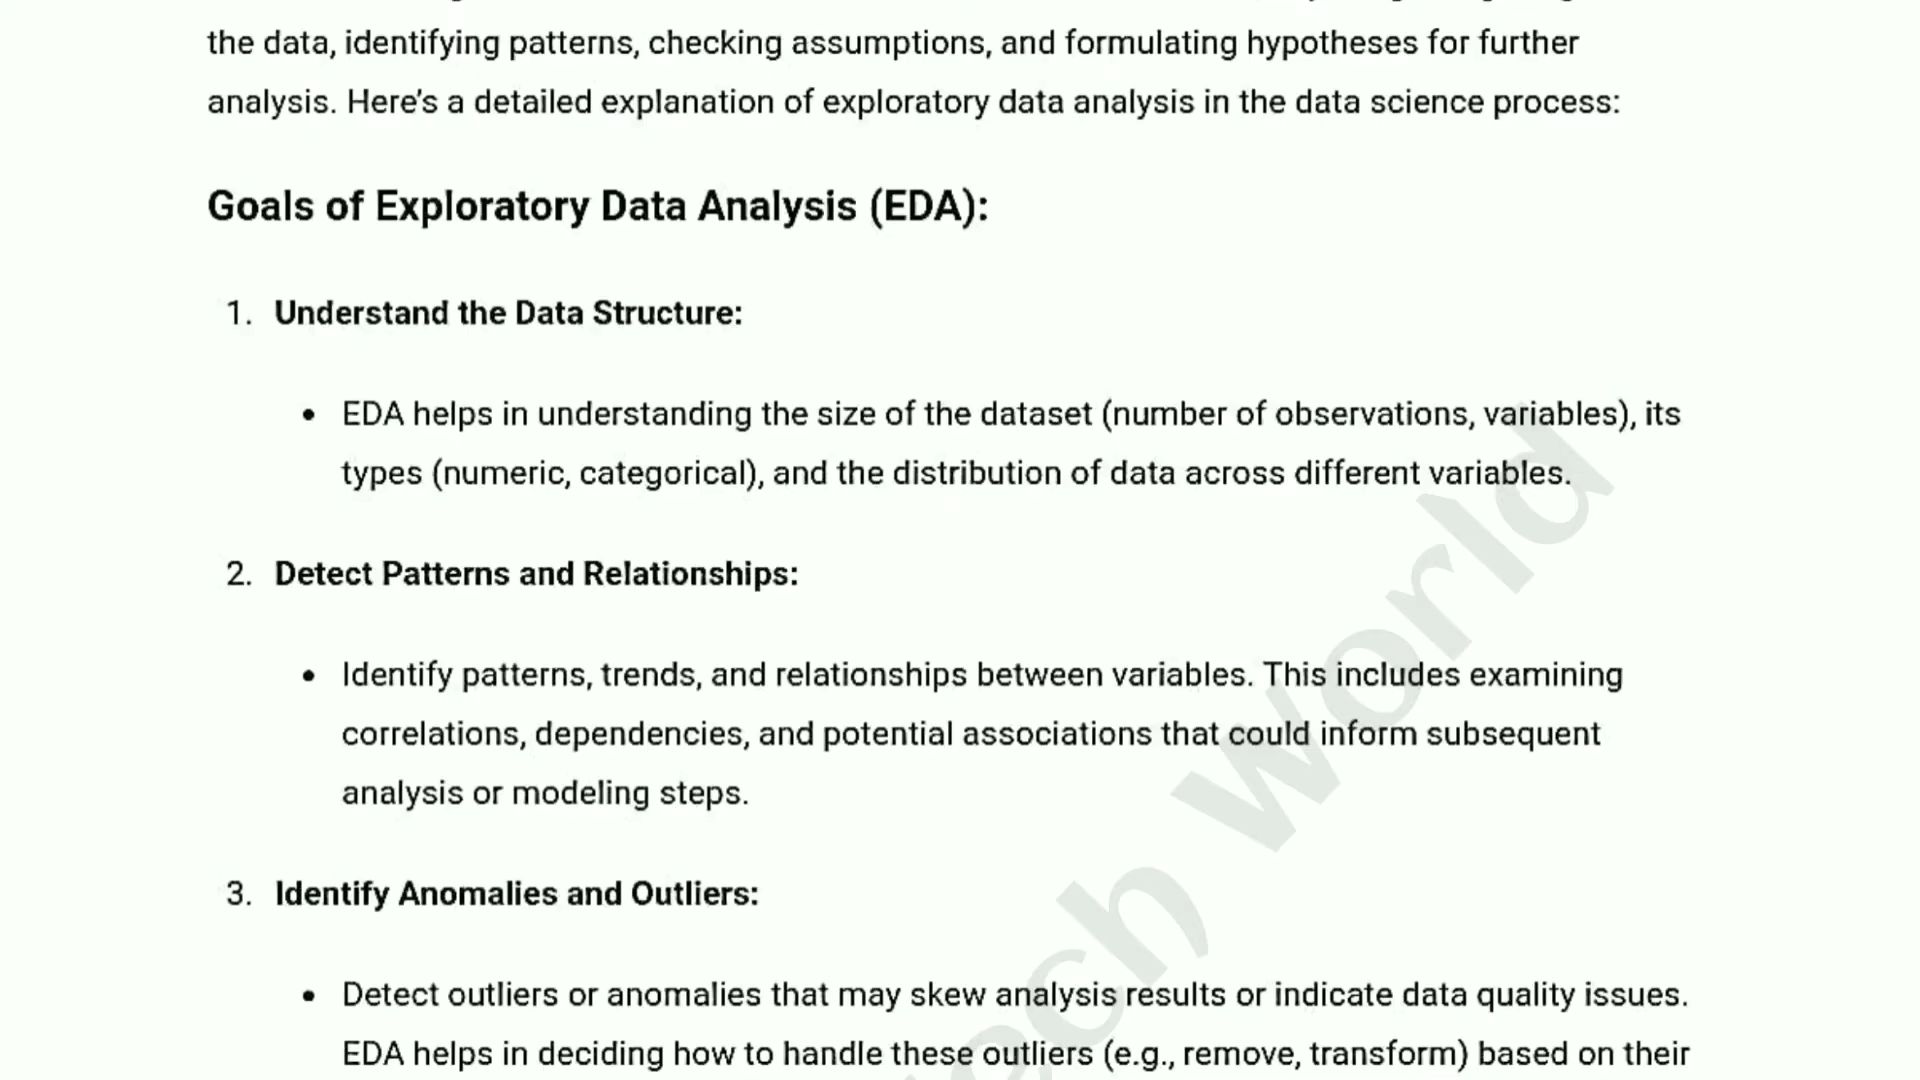 the data, identifying patterns, checking assumptions, and formulating hypotheses for further
analysis. Here's a detailed explanation of exploratory data analysis in the data science process:
Goals of Exploratory Data Analysis (EDA):
1. Understand the Data Structure:
• EDA helps in understanding the size of the dataset (number of observations, variables), its
types (numeric, categorical), and the distribution of data across different variables.
2. Detect Patterns and Relationships:
• Identify patterns, trends, and relationships between variables. This includes examining
correlations, dependencies, and potential associations that could inform subsequent
analysis or modeling steps.
3. Identify Anomalies and Outliers:
• Detect outliers or anomalies that may skew analysis results or indicate data quality issues.
EDA helps in deciding how to handle these outliers (e.g., remove, transform) based on their
World